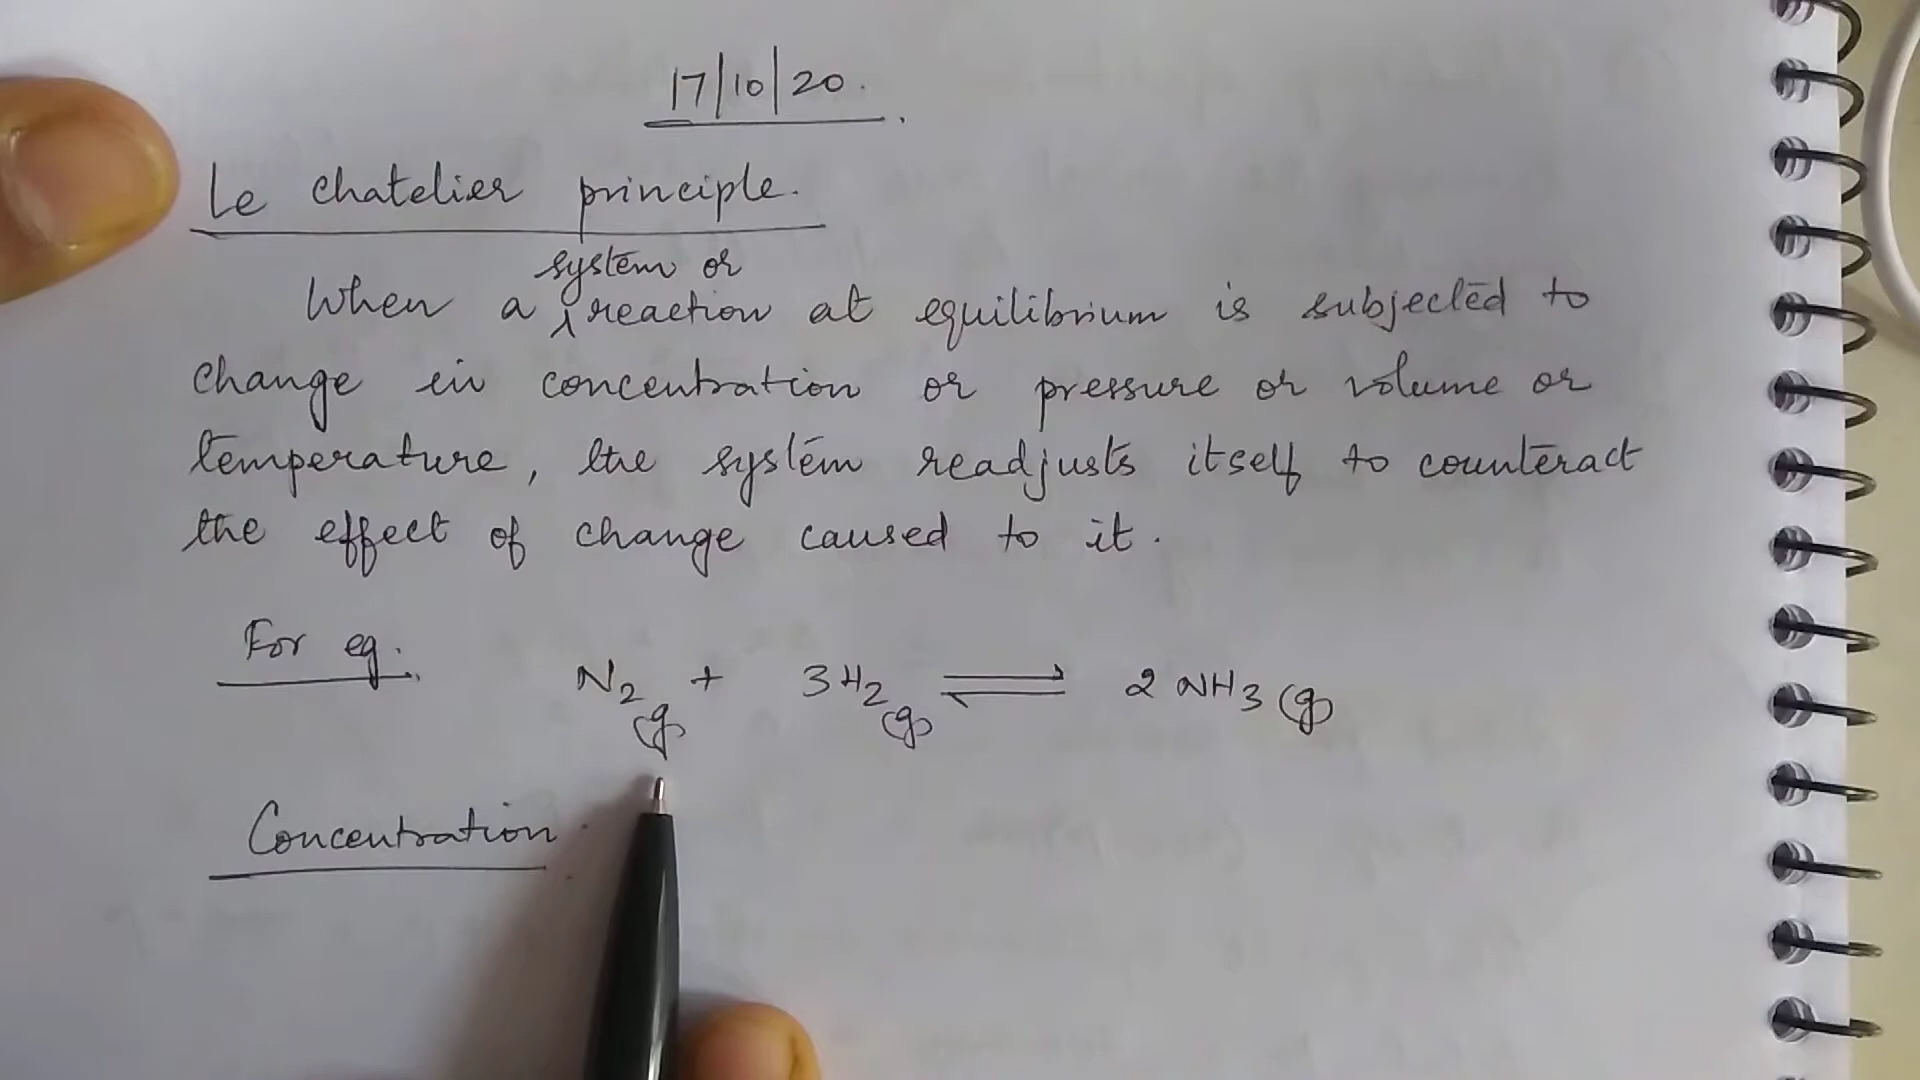 17/10/20.
Le chatelier principle.
system or
When a ^ reaction at equilibrium is subjected to
change in concentration or pressure or volume or
temperature, the system readjusts itself to counteract
the effect of change caused to it.
For eg.
N2(g) + 3H2(g) ⇌ 2NH3(g)
Concentration